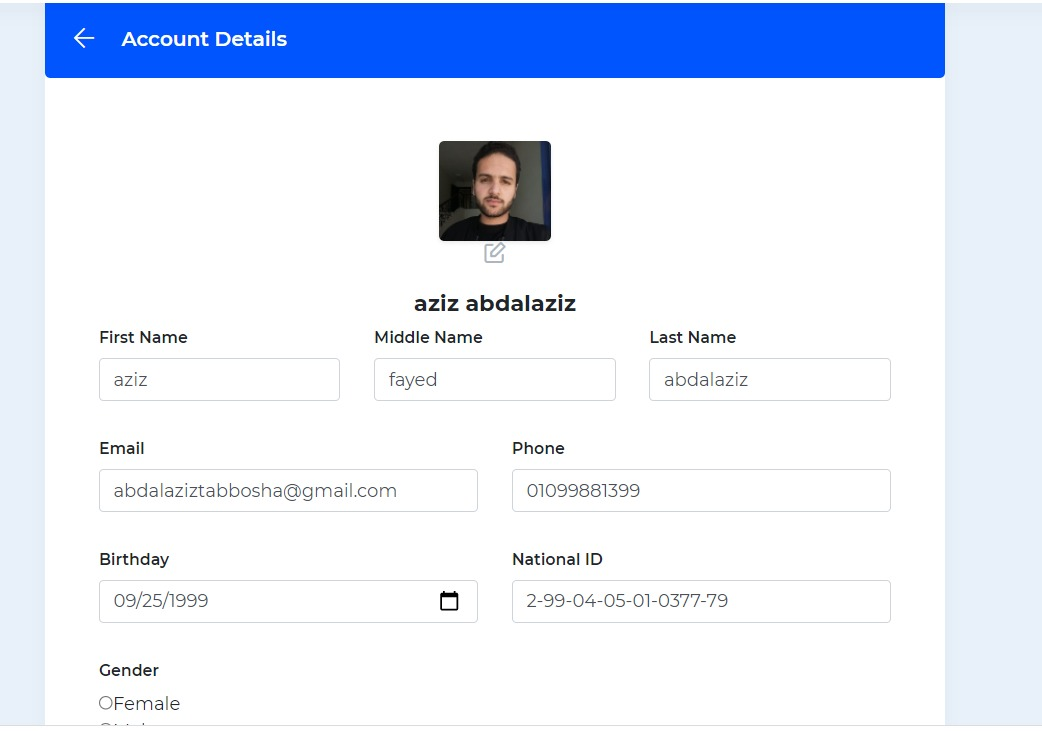 Account Details
aziz abdalaziz
First Name Middle Name Last Name
aziz fayed abdalaziz
Email Phone
abdalaziztabbosha@gmail.com 01099881399
Birthday National ID
09/25/1999 2-99-04-05-01-0377-79
Gender
Female